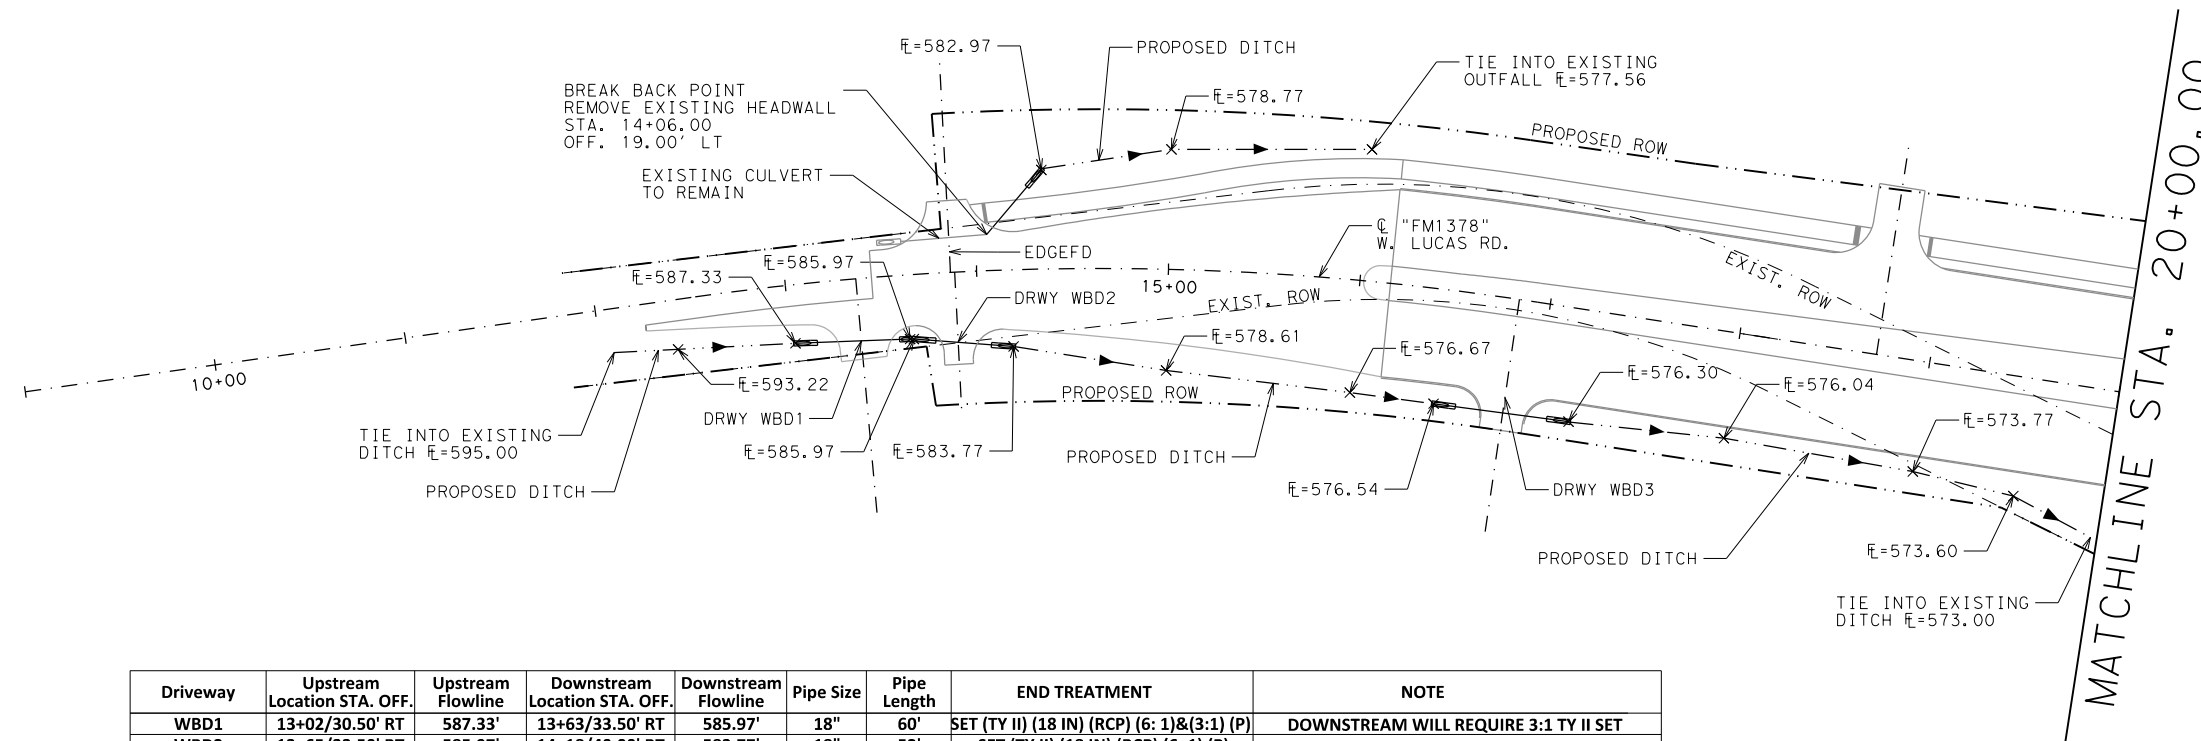 ℄=582.97
PROPOSED DITCH
TIE INTO EXISTING
OUTFALL ℄=577.56
BREAK BACK POINT
REMOVE EXISTING HEADWALL
STA. 14+06.00
OFF. 19.00' LT
℄=578.77
PROPOSED ROW
EXISTING CULVERT
TO REMAIN
℄ "FM1378"
W. LUCAS RD.
EDGEFD
℄=585.97
℄=587.33
EXIST. ROW
15+00
DRWY WBD2
EXIST. ROW
℄=578.61
℄=576.67
10+00
℄=593.22
PROPOSED ROW
℄=576.30
℄=576.04
DRWY WBD1
℄=573.77
TIE INTO EXISTING
DITCH ℄=595.00
℄=585.97
℄=583.77
PROPOSED DITCH
PROPOSED DITCH
℄=576.54
DRWY WBD3
PROPOSED DITCH
℄=573.60
TIE INTO EXISTING
DITCH ℄=573.00
MATCHLINE STA. 20+00.00
Driveway Upstream Location STA. OFF. Upstream Flowline Downstream Location STA. OFF. Downstream Flowline Pipe Size Pipe Length END TREATMENT NOTE
WBD1 13+02/30.50' RT 587.33' 13+63/33.50' RT 585.97' 18" 60' SET (TY II) (18 IN) (RCP) (6: 1)&(3:1) (P) DOWNSTREAM WILL REQUIRE 3:1 TY II SET